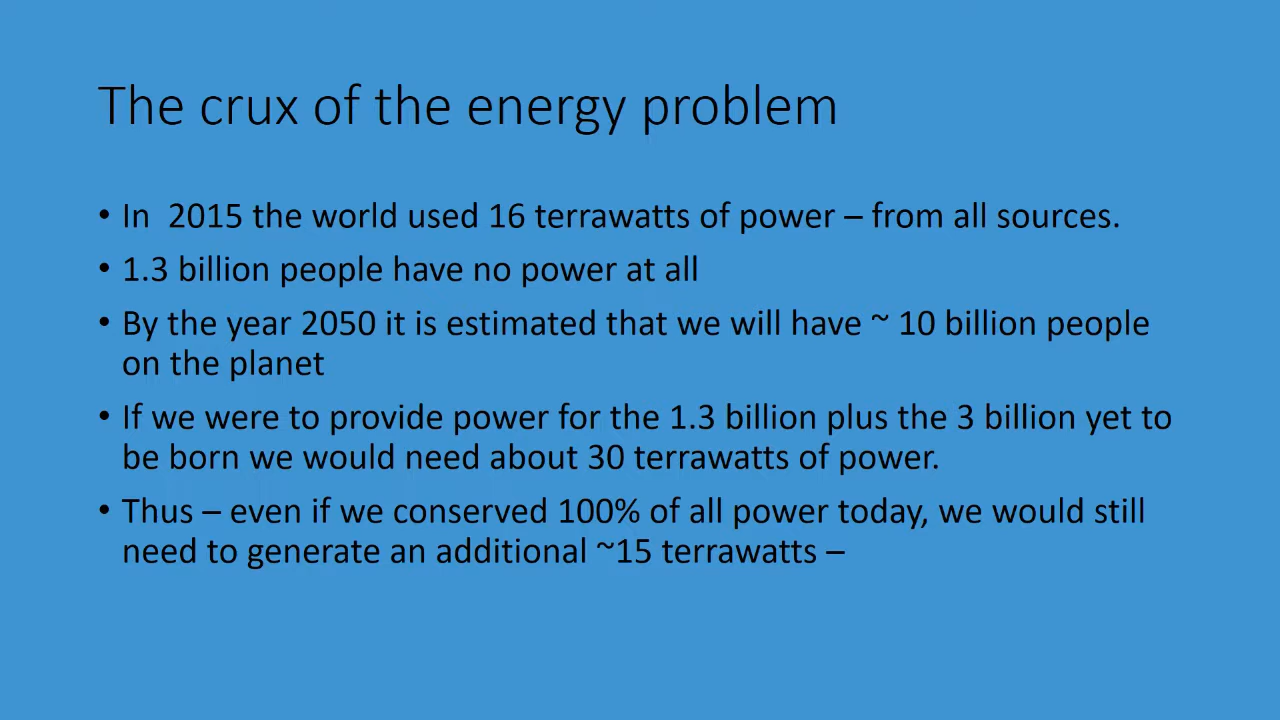 The crux of the energy problem
• In  2015 the world used 16 terrawatts of power – from all sources.
• 1.3 billion people have no power at all
• By the year 2050 it is estimated that we will have ~ 10 billion people
on the planet
• If we were to provide power for the 1.3 billion plus the 3 billion yet to
be born we would need about 30 terrawatts of power.
• Thus – even if we conserved 100% of all power today, we would still
need to generate an additional ~15 terrawatts –